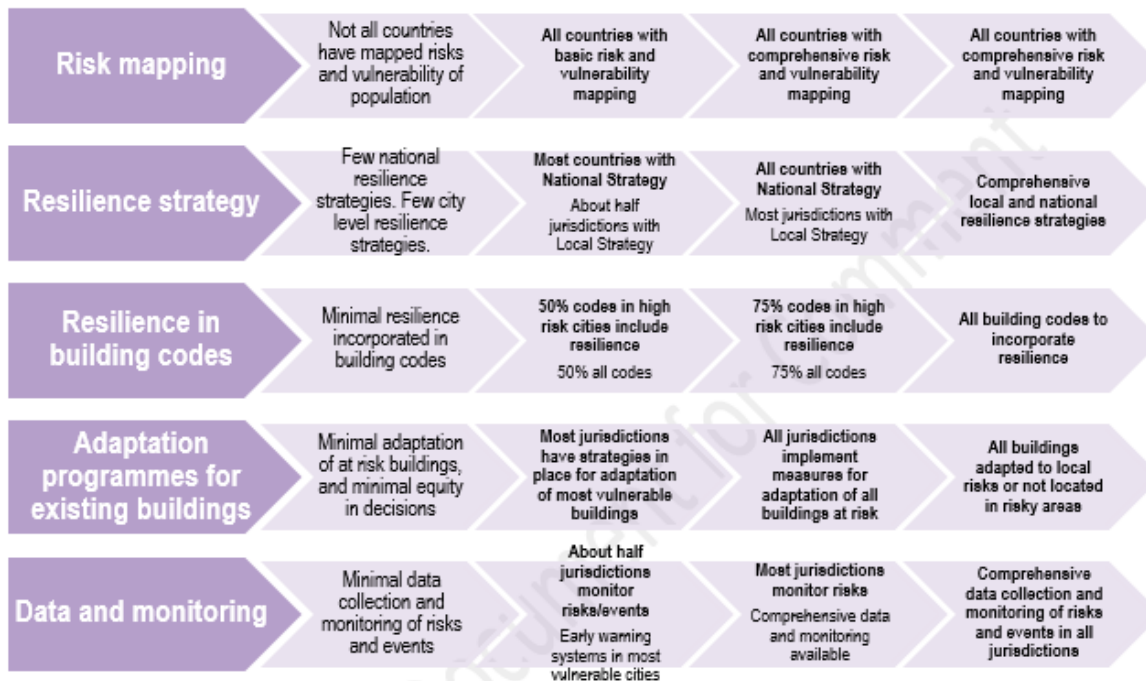 Risk mapping
Not all countries
have mapped risks
and vulnerability of
population
All countries with
basic risk and
vulnerability
mapping
All countries with
comprehensive risk
and vulnerability
mapping
All countries with
comprehensive risk
and vulnerability
mapping
Resilience strategy
Few national
resilience
strategies. Few city
level resilience
strategies.
Most countries with
National Strategy
About half
jurisdictions with
Local Strategy
All countries with
National Strategy
Most jurisdictions with
Local Strategy
Comprehensive
local and national
resilience strategies
Resilience in
building codes
Minimal resilience
incorporated in
building codes
50% codes in high
risk cities include
resilience
50% all codes
75% codes in high
risk cities include
resilience
75% all codes
All building codes to
incorporate
resilience
Adaptation
programmes for
existing buildings
Minimal adaptation
of at risk buildings,
and minimal equity
in decisions
Most jurisdictions
have strategies in
place for adaptation
of most vulnerable
buildings
All jurisdictions
implement
measures for
adaptation of all
buildings at risk
All buildings
adapted to local
risks or not located
in risky areas
Data and monitoring
Minimal data
collection and
monitoring of risks
and events
About half
jurisdictions
monitor
risks/events
Early warning
systems in most
vulnerable cities
Most jurisdictions
monitor risks
Comprehensive data
and monitoring
available
Comprehensive
data collection and
monitoring of risks
and events in all
jurisdictions
Document for Comment